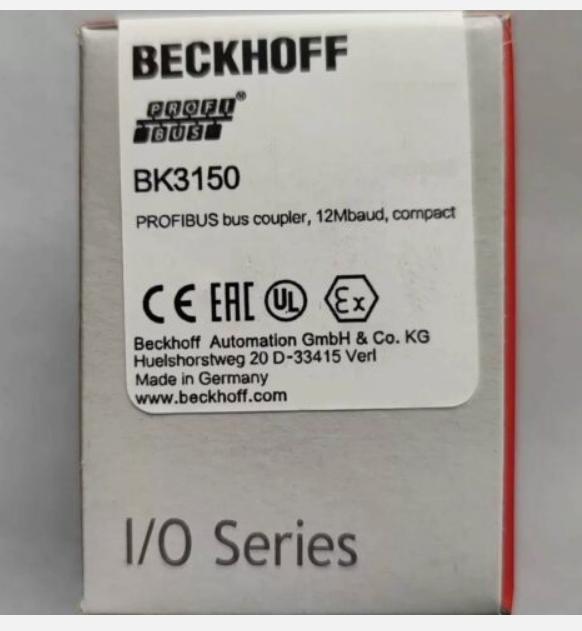 BECKHOFF
PROFI®
BUS
BK3150
PROFIBUS bus coupler, 12Mbaud, compact
CE EAC UL Ex
Beckhoff Automation GmbH & Co. KG
Huelshorstweg 20 D-33415 Verl
Made in Germany
www.beckhoff.com
I/O Series